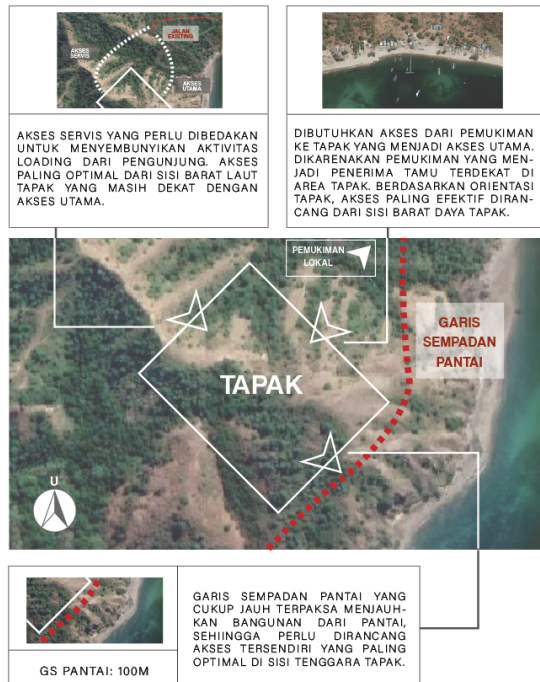 AKSES
SERVIS
JALAN
EXISTING
AKSES
UTAMA
AKSES SERVIS YANG PERLU DIBEDAKAN
UNTUK MENYEMBUNYIKAN AKTIVITAS
LOADING DARI PENGUNJUNG. AKSES
PALING OPTIMAL DARI SISI BARAT LAUT
TAPAK YANG MASIH DEKAT DENGAN
AKSES UTAMA.
DIBUTUHKAN AKSES DARI PEMUKIMAN
KE TAPAK YANG MENJADI AKSES UTAMA.
DIKARENAKAN PEMUKIMAN YANG MEN-
JADI PENERIMA TAMU TERDEKAT DI
AREA TAPAK. BERDASARKAN ORIENTASI
TAPAK, AKSES PALING EFEKTIF DIRAN-
CANG DARI SISI BARAT DAYA TAPAK.
PEMUKIMAN
LOKAL
GARIS
SEMPADAN
PANTAI
TAPAK
U
GS PANTAI: 100M
GARIS SEMPADAN PANTAI YANG
CUKUP JAUH TERPAKSA MENJAUH-
KAN BANGUNAN DARI PANTAI,
SEHIINGGA PERLU DIRANCANG
AKSES TERSENDIRI YANG PALING
OPTIMAL DI SISI TENGGARA TAPAK.